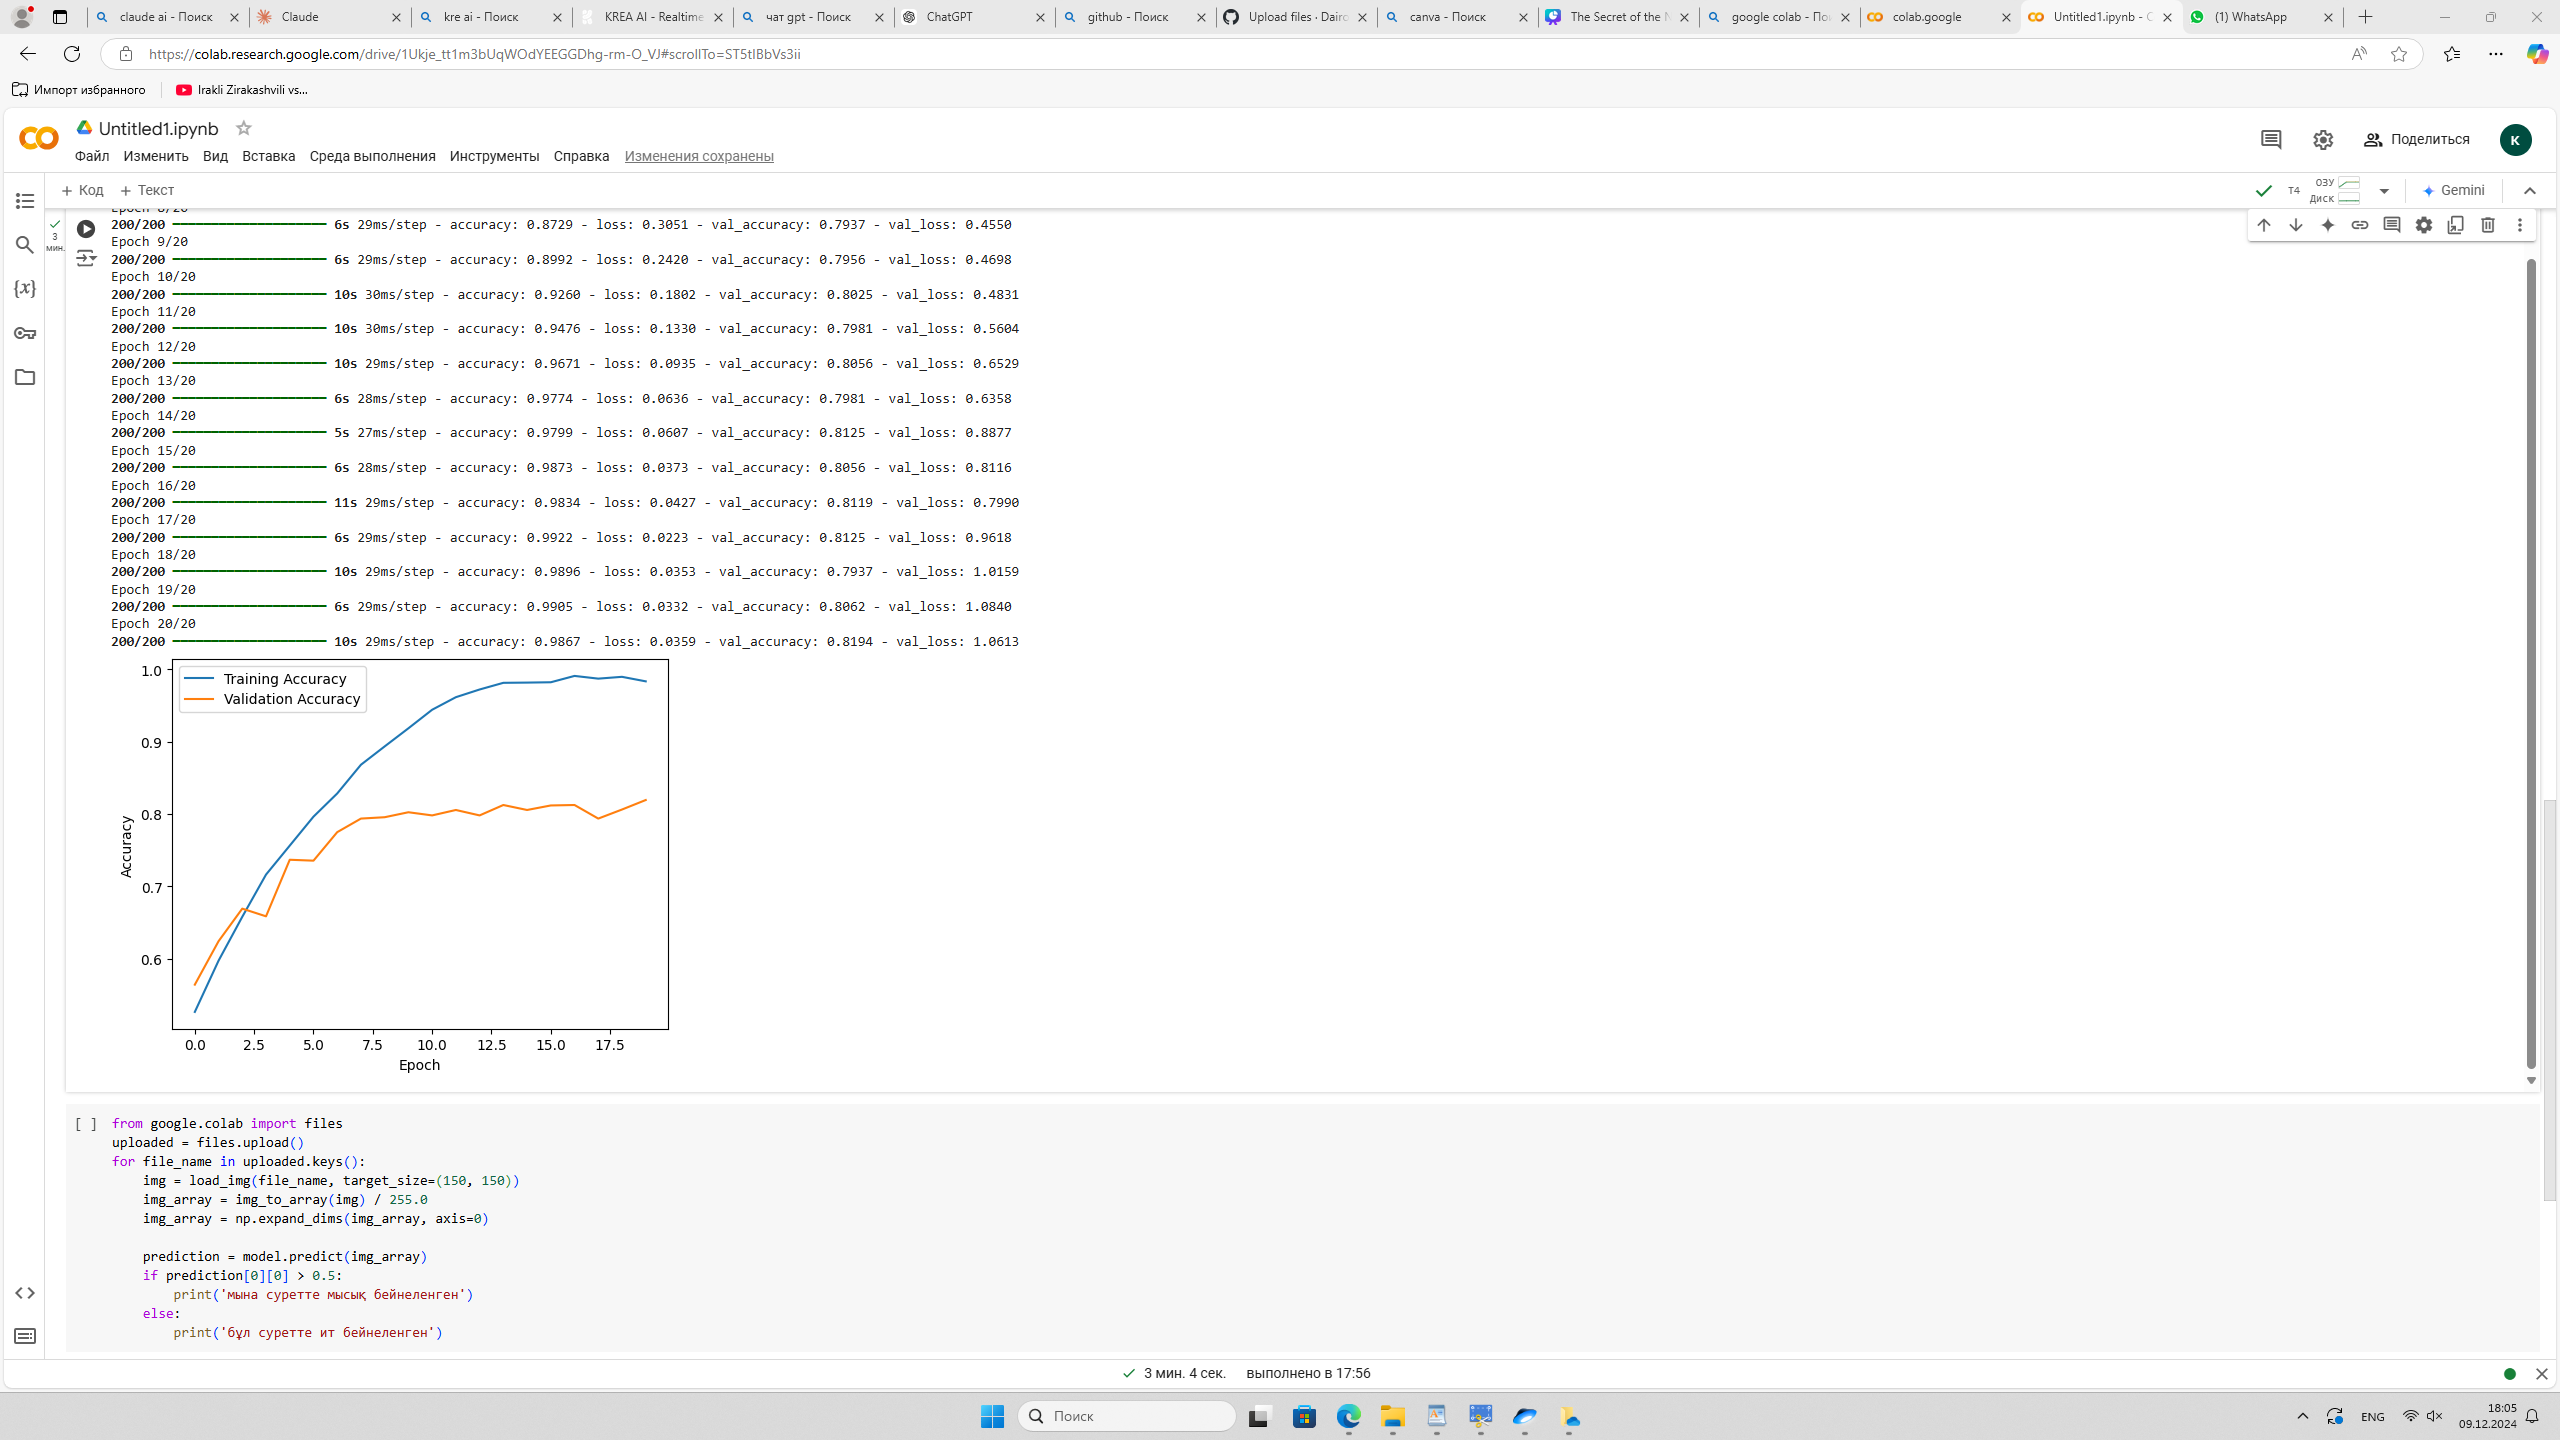 claude ai - Поиск
Claude
kre ai - Поиск
KREA AI - Realtime
чат gpt - Поиск
ChatGPT
github - Поиск
Upload files · Dairo
canva - Поиск
The Secret of the N
google colab - По
colab.google
Untitled1.ipynb - C
(1) WhatsApp
https://colab.research.google.com/drive/1Ukje_tt1m3bUqWOdYEEGGDhg-rm-O_VJ#scrollTo=ST5tIBbVs3ii
Импорт избранного
Irakli Zirakashvili vs...
Untitled1.ipynb
Файл Изменить Вид Вставка Среда выполнения Инструменты Справка Изменения сохранены
Поделиться
K
+ Код + Текст
T4
ОЗУ
Диск
Gemini
3
мин.
Epoch 8/20
200/200 6s 29ms/step - accuracy: 0.8729 - loss: 0.3051 - val_accuracy: 0.7937 - val_loss: 0.4550
Epoch 9/20
200/200 6s 29ms/step - accuracy: 0.8992 - loss: 0.2420 - val_accuracy: 0.7956 - val_loss: 0.4698
Epoch 10/20
200/200 10s 30ms/step - accuracy: 0.9260 - loss: 0.1802 - val_accuracy: 0.8025 - val_loss: 0.4831
Epoch 11/20
200/200 10s 30ms/step - accuracy: 0.9476 - loss: 0.1330 - val_accuracy: 0.7981 - val_loss: 0.5604
Epoch 12/20
200/200 10s 29ms/step - accuracy: 0.9671 - loss: 0.0935 - val_accuracy: 0.8056 - val_loss: 0.6529
Epoch 13/20
200/200 6s 28ms/step - accuracy: 0.9774 - loss: 0.0636 - val_accuracy: 0.7981 - val_loss: 0.6358
Epoch 14/20
200/200 5s 27ms/step - accuracy: 0.9799 - loss: 0.0607 - val_accuracy: 0.8125 - val_loss: 0.8877
Epoch 15/20
200/200 6s 28ms/step - accuracy: 0.9873 - loss: 0.0373 - val_accuracy: 0.8056 - val_loss: 0.8116
Epoch 16/20
200/200 11s 29ms/step - accuracy: 0.9834 - loss: 0.0427 - val_accuracy: 0.8119 - val_loss: 0.7990
Epoch 17/20
200/200 6s 29ms/step - accuracy: 0.9922 - loss: 0.0223 - val_accuracy: 0.8125 - val_loss: 0.9618
Epoch 18/20
200/200 10s 29ms/step - accuracy: 0.9896 - loss: 0.0353 - val_accuracy: 0.7937 - val_loss: 1.0159
Epoch 19/20
200/200 6s 29ms/step - accuracy: 0.9905 - loss: 0.0332 - val_accuracy: 0.8062 - val_loss: 1.0840
Epoch 20/20
200/200 10s 29ms/step - accuracy: 0.9867 - loss: 0.0359 - val_accuracy: 0.8194 - val_loss: 1.0613
Training Accuracy
Validation Accuracy
1.0
0.9
0.8
0.7
0.6
Accuracy
0.0 2.5 5.0 7.5 10.0 12.5 15.0 17.5
Epoch
[ ] from google.colab import files
uploaded = files.upload()
for file_name in uploaded.keys():
img = load_img(file_name, target_size=(150, 150))
img_array = img_to_array(img) / 255.0
img_array = np.expand_dims(img_array, axis=0)
prediction = model.predict(img_array)
if prediction[0][0] > 0.5:
print('мына суретте мысық бейнеленген')
else:
print('бұл суретте ит бейнеленген')
3 мин. 4 сек. выполнено в 17:56
Поиск
ENG
18:05
09.12.2024